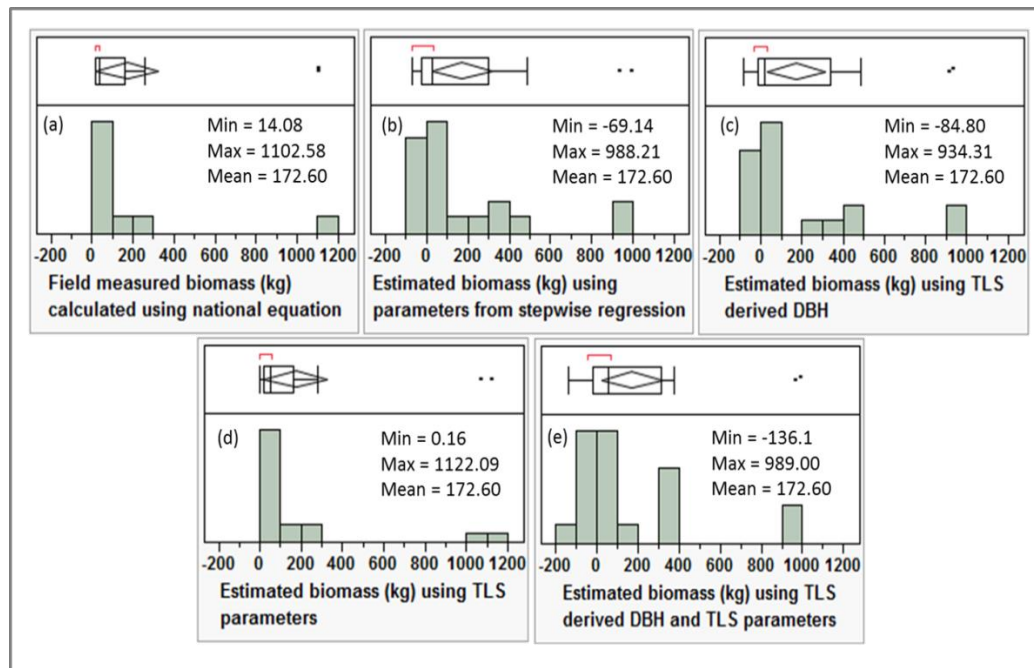 (a)
Min = 14.08
Max = 1102.58
Mean = 172.60
-200 0 200 400 600 800 1000 1200
Field measured biomass (kg)
calculated using national equation
(b)
Min = -69.14
Max = 988.21
Mean = 172.60
-200 0 200 400 600 800 1000 1200
Estimated biomass (kg) using
parameters from stepwise regression
(c)
Min = -84.80
Max = 934.31
Mean = 172.60
-200 0 200 400 600 800 1000 1200
Estimated biomass (kg) using TLS
derived DBH
(d)
Min = 0.16
Max = 1122.09
Mean = 172.60
-200 0 200 400 600 800 1000 1200
Estimated biomass (kg) using TLS
parameters
(e)
Min = -136.1
Max = 989.00
Mean = 172.60
-200 0 200 400 600 800 1000 1200
Estimated biomass (kg) using TLS
derived DBH and TLS parameters